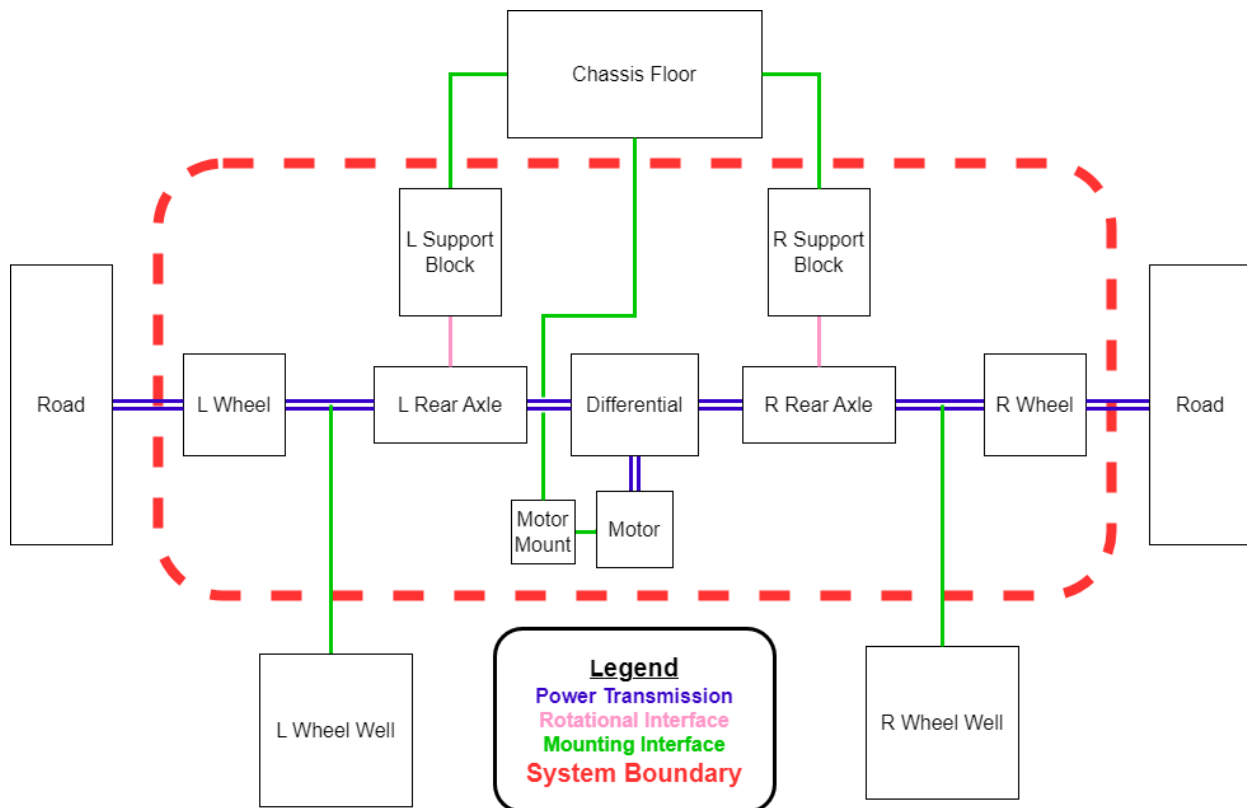 Chassis Floor
L Support
Block
R Support
Block
Road
L Wheel
L Rear Axle
Differential
R Rear Axle
R Wheel
Road
Motor
Mount
Motor
L Wheel Well
R Wheel Well
Legend
Power Transmission
Rotational Interface
Mounting Interface
System Boundary